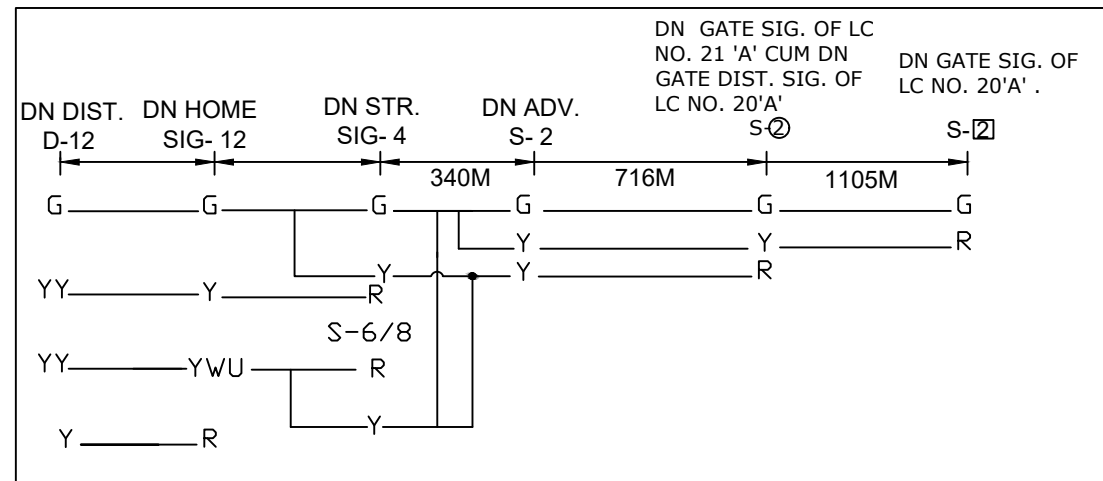 DN GATE SIG. OF LC
NO. 21 'A' CUM DN
GATE DIST. SIG. OF
LC NO. 20'A'
DN GATE SIG. OF
LC NO. 20'A' .
DN DIST.
D-12
DN HOME
SIG- 12
DN STR.
SIG- 4
DN ADV.
S- 2
S-②
S-2
340M 716M 1105M
G G G G G G
Y Y R
Y Y R
YY Y R
S-6/8
YY YWU R
Y
Y R